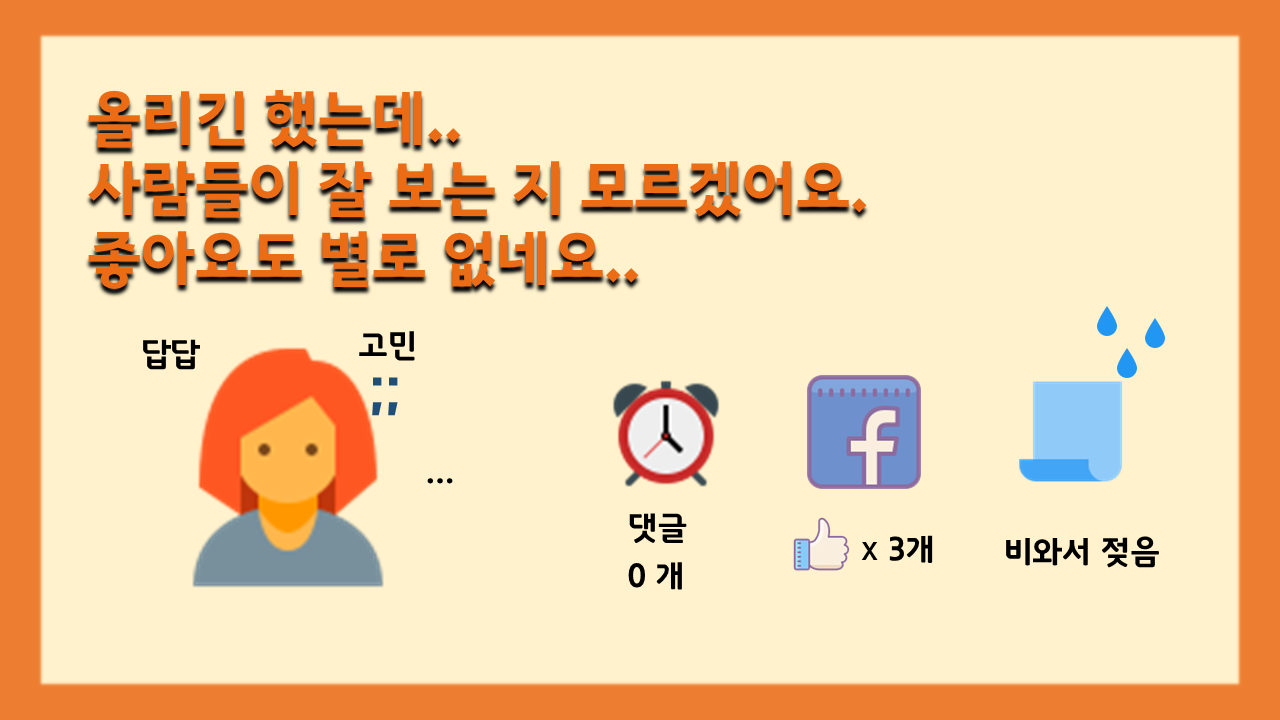 올리긴 했는데..
사람들이 잘 보는 지 모르겠어요.
좋아요도 별로 없네요..
답답
고민
;;
...
댓글
0 개
f
x 3개
비와서 젖음